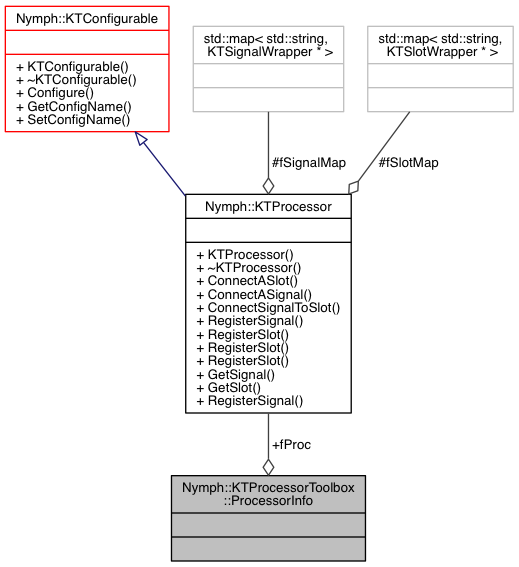 Nymph::KTConfigurable
+ KTConfigurable()
+ ~KTConfigurable()
+ Configure()
+ GetConfigName()
+ SetConfigName()
std::map< std::string,
KTSignalWrapper * >
std::map< std::string,
KTSlotWrapper * >
#fSignalMap
#fSlotMap
Nymph::KTProcessor
+ KTProcessor()
+ ~KTProcessor()
+ ConnectASlot()
+ ConnectASignal()
+ ConnectSignalToSlot()
+ RegisterSignal()
+ RegisterSlot()
+ RegisterSlot()
+ RegisterSlot()
+ GetSignal()
+ GetSlot()
+ RegisterSignal()
+fProc
Nymph::KTProcessorToolbox
::ProcessorInfo